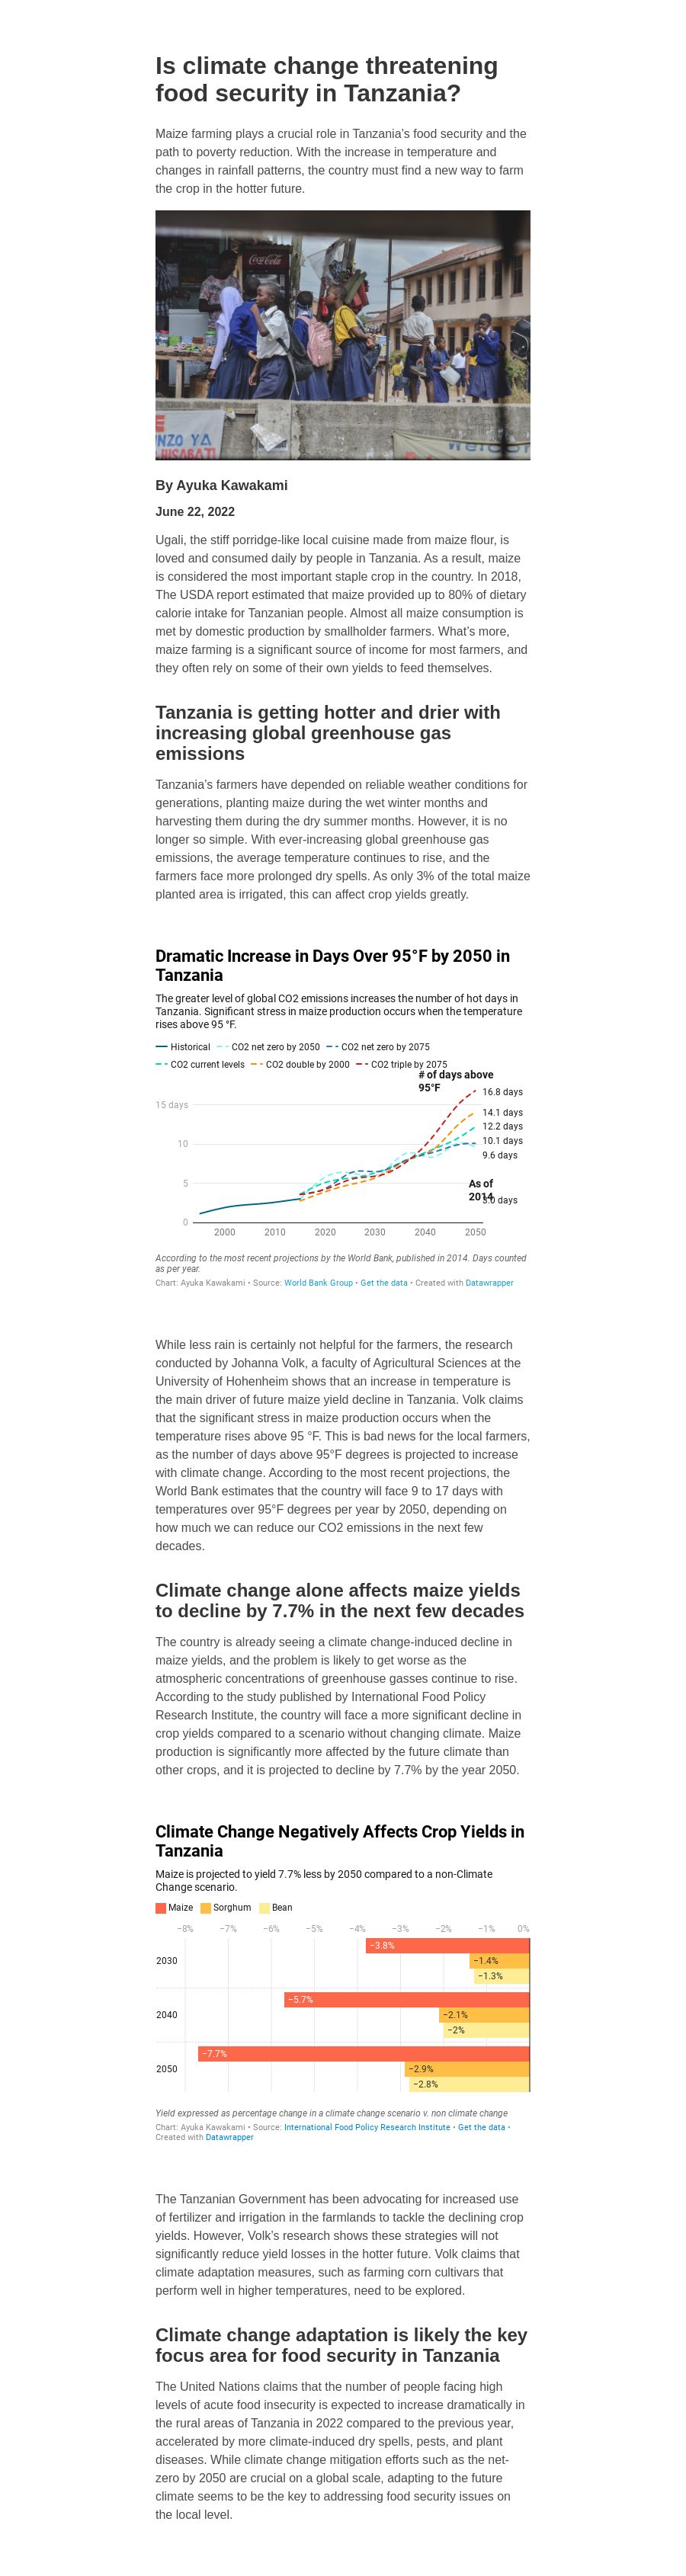 Is climate change threatening
food security in Tanzania?
Maize farming plays a crucial role in Tanzania’s food security and the
path to poverty reduction. With the increase in temperature and
changes in rainfall patterns, the country must find a new way to farm
the crop in the hotter future.
Coca-Cola
NZO YA
HISABATI
By Ayuka Kawakami
June 22, 2022
Ugali, the stiff porridge-like local cuisine made from maize flour, is
loved and consumed daily by people in Tanzania. As a result, maize
is considered the most important staple crop in the country. In 2018,
The USDA report estimated that maize provided up to 80% of dietary
calorie intake for Tanzanian people. Almost all maize consumption is
met by domestic production by smallholder farmers. What’s more,
maize farming is a significant source of income for most farmers, and
they often rely on some of their own yields to feed themselves.
Tanzania is getting hotter and drier with
increasing global greenhouse gas
emissions
Tanzania’s farmers have depended on reliable weather conditions for
generations, planting maize during the wet winter months and
harvesting them during the dry summer months. However, it is no
longer so simple. With ever-increasing global greenhouse gas
emissions, the average temperature continues to rise, and the
farmers face more prolonged dry spells. As only 3% of the total maize
planted area is irrigated, this can affect crop yields greatly.
Dramatic Increase in Days Over 95°F by 2050 in
Tanzania
The greater level of global CO2 emissions increases the number of hot days in
Tanzania. Significant stress in maize production occurs when the temperature
rises above 95 °F.
Historical CO2 net zero by 2050 CO2 net zero by 2075
CO2 current levels CO2 double by 2000 CO2 triple by 2075
# of days above
95°F
16.8 days
15 days
14.1 days
12.2 days
10 10.1 days
9.6 days
5 As of
2014
3.0 days
0
2000 2010 2020 2030 2040 2050
According to the most recent projections by the World Bank, published in 2014. Days counted
as per year.
Chart: Ayuka Kawakami • Source: World Bank Group • Get the data • Created with Datawrapper
While less rain is certainly not helpful for the farmers, the research
conducted by Johanna Volk, a faculty of Agricultural Sciences at the
University of Hohenheim shows that an increase in temperature is
the main driver of future maize yield decline in Tanzania. Volk claims
that the significant stress in maize production occurs when the
temperature rises above 95 °F. This is bad news for the local farmers,
as the number of days above 95°F degrees is projected to increase
with climate change. According to the most recent projections, the
World Bank estimates that the country will face 9 to 17 days with
temperatures over 95°F degrees per year by 2050, depending on
how much we can reduce our CO2 emissions in the next few
decades.
Climate change alone affects maize yields
to decline by 7.7% in the next few decades
The country is already seeing a climate change-induced decline in
maize yields, and the problem is likely to get worse as the
atmospheric concentrations of greenhouse gasses continue to rise.
According to the study published by International Food Policy
Research Institute, the country will face a more significant decline in
crop yields compared to a scenario without changing climate. Maize
production is significantly more affected by the future climate than
other crops, and it is projected to decline by 7.7% by the year 2050.
Climate Change Negatively Affects Crop Yields in
Tanzania
Maize is projected to yield 7.7% less by 2050 compared to a non-Climate
Change scenario.
Maize Sorghum Bean
−8% −7% −6% −5% −4% −3% −2% −1% 0%
−3.8%
2030 −1.4%
−1.3%
−5.7%
2040 −2.1%
−2%
−7.7%
2050 −2.9%
−2.8%
Yield expressed as percentage change in a climate change scenario v. non climate change
Chart: Ayuka Kawakami • Source: International Food Policy Research Institute • Get the data •
Created with Datawrapper
The Tanzanian Government has been advocating for increased use
of fertilizer and irrigation in the farmlands to tackle the declining crop
yields. However, Volk’s research shows these strategies will not
significantly reduce yield losses in the hotter future. Volk claims that
climate adaptation measures, such as farming corn cultivars that
perform well in higher temperatures, need to be explored.
Climate change adaptation is likely the key
focus area for food security in Tanzania
The United Nations claims that the number of people facing high
levels of acute food insecurity is expected to increase dramatically in
the rural areas of Tanzania in 2022 compared to the previous year,
accelerated by more climate-induced dry spells, pests, and plant
diseases. While climate change mitigation efforts such as the net-
zero by 2050 are crucial on a global scale, adapting to the future
climate seems to be the key to addressing food security issues on
the local level.